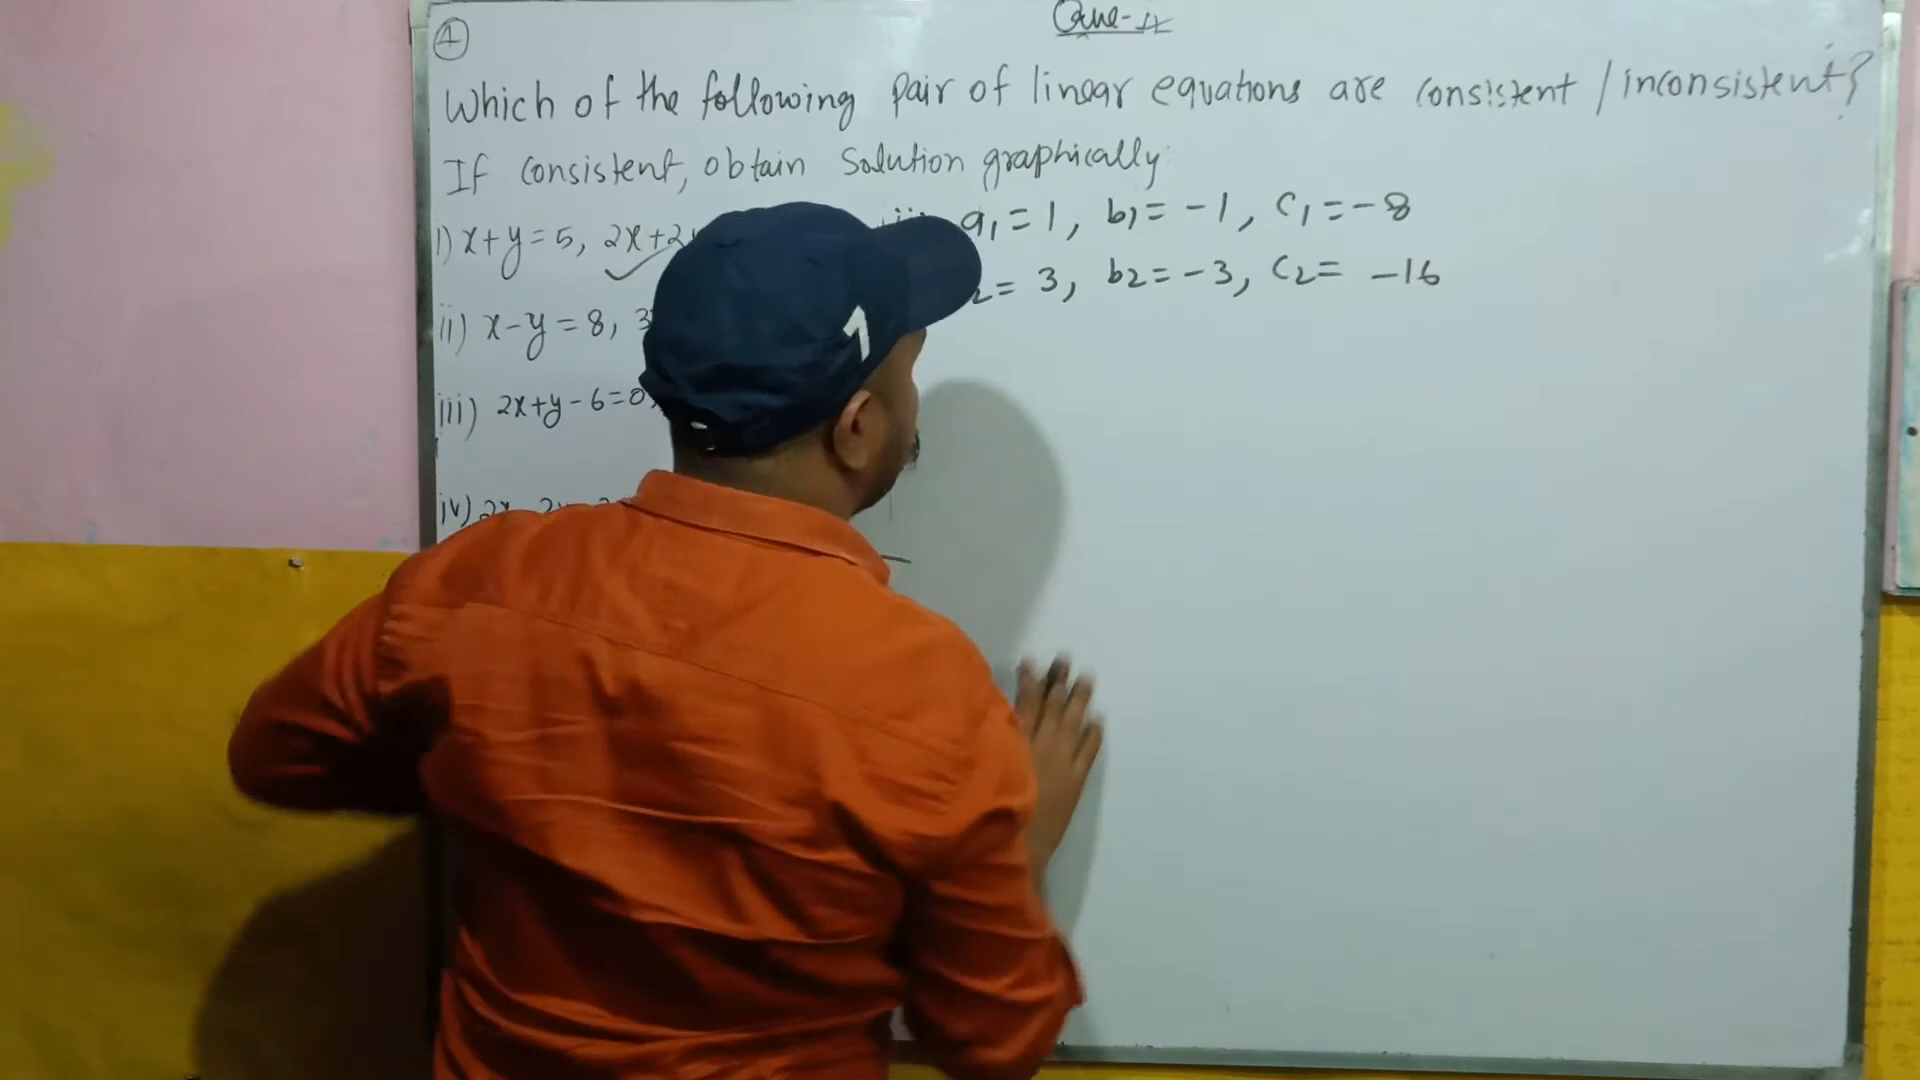 Que-4
4
Which of the following pair of linear equations are consistent / inconsistent?
If consistent, obtain Solution graphically:
i) x+y=5, 2x+2
ii) x-y=8, 3
iii) 2x+y-6=0,
iv) 2x
a₁=1, b₁=-1, c₁=-8
₂= 3, b₂=-3, c₂= -16
1